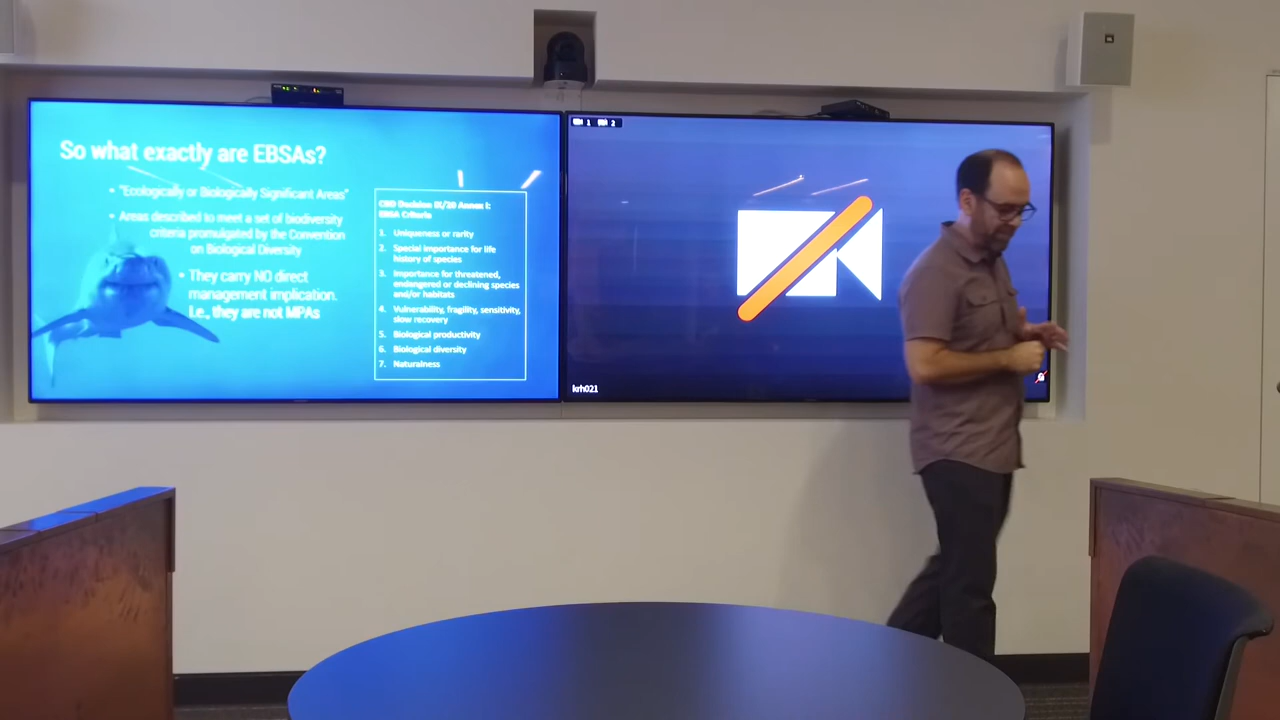 So what exactly are EBSAs?
• "Ecologically or Biologically Significant Areas"
• Areas described to meet a set of biodiversity
criteria promulgated by the Convention
on Biological Diversity
• They carry NO direct
management implication.
I.e., they are not MPAs
CBD Decision IX/20 Annex I:
EBSA Criteria
1. Uniqueness or rarity
2. Special importance for life
history of species
3. Importance for threatened,
endangered or declining species
and/or habitats
4. Vulnerability, fragility, sensitivity,
slow recovery
5. Biological productivity
6. Biological diversity
7. Naturalness
1 2
krh021